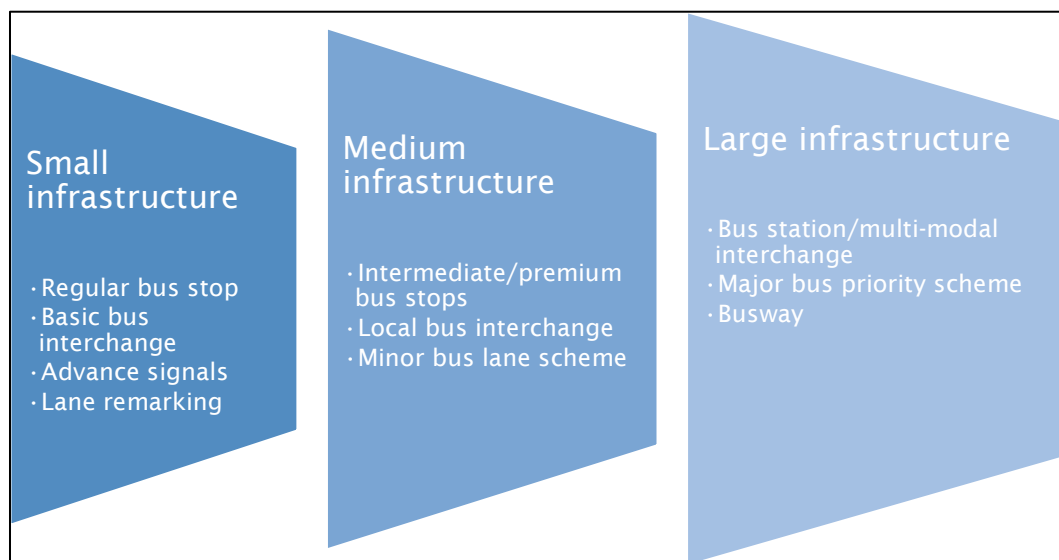 Small
infrastructure
· Regular bus stop
· Basic bus
interchange
· Advance signals
· Lane remarking
Medium
infrastructure
· Intermediate/premium
bus stops
· Local bus interchange
· Minor bus lane scheme
Large infrastructure
· Bus station/multi-modal
interchange
· Major bus priority scheme
· Busway